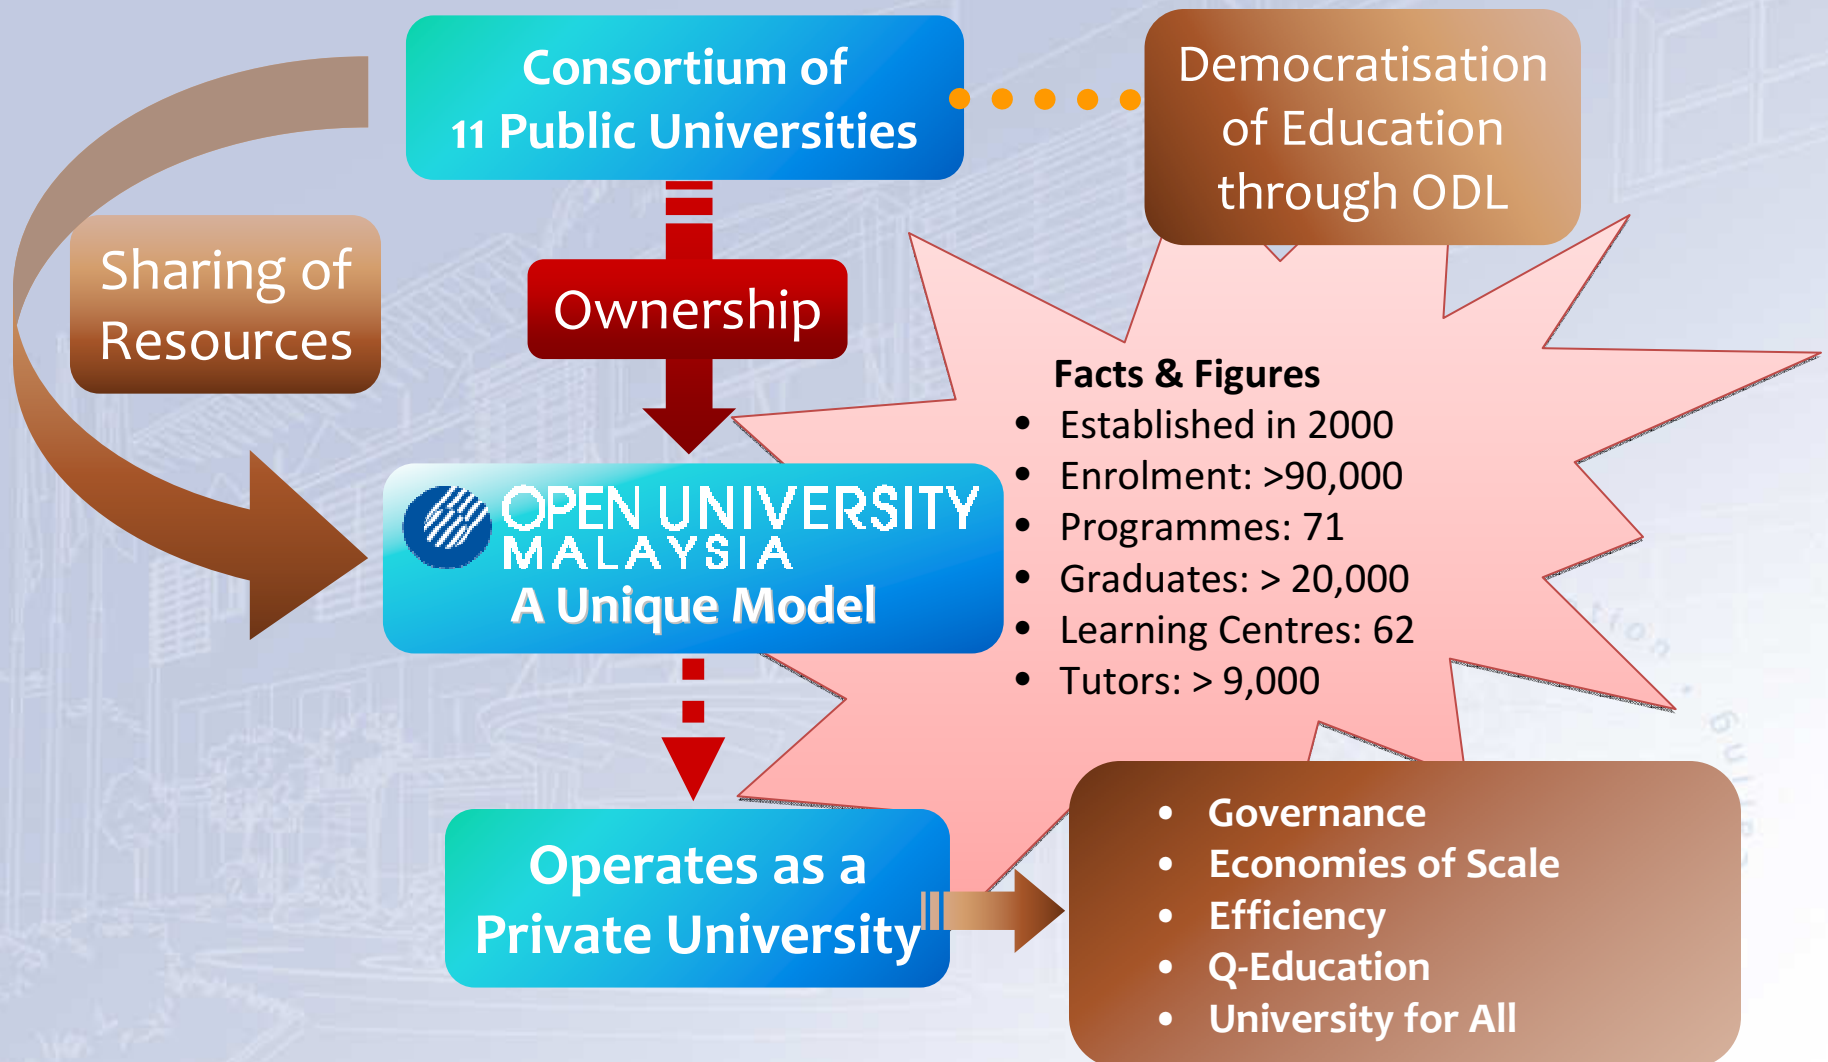 Consortium of
11 Public Universities
Democratisation
of Education
through ODL
Sharing of
Resources
Ownership
OPEN UNIVERSITY
MALAYSIA
A Unique Model
Facts & Figures
• Established in 2000
• Enrolment: >90,000
• Programmes: 71
• Graduates: > 20,000
• Learning Centres: 62
• Tutors: > 9,000
Operates as a
Private University
• Governance
• Economies of Scale
• Efficiency
• Q-Education
• University for All